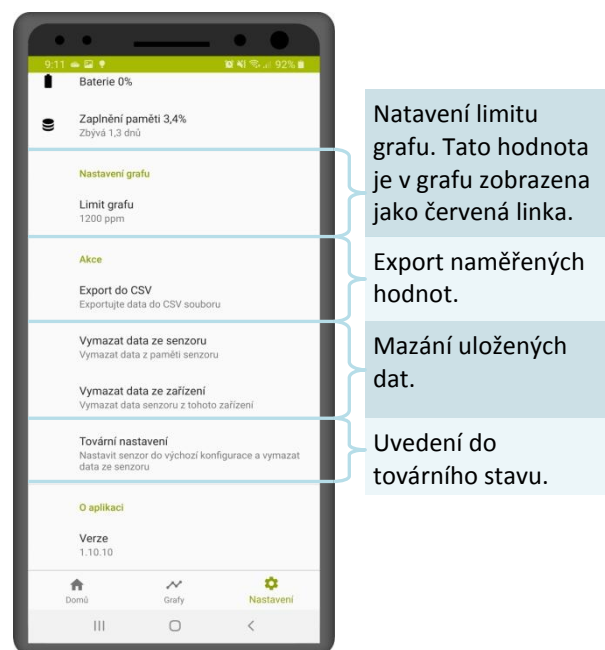 9:11 92%
Baterie 0%
Zaplnění paměti 3,4%
Zbývá 1,3 dnů
Nastavení grafu
Limit grafu
1200 ppm
Akce
Export do CSV
Exportujte data do CSV souboru
Vymazat data ze senzoru
Vymazat data z paměti senzoru
Vymazat data ze zařízení
Vymazat data senzoru z tohoto zařízení
Tovární nastavení
Nastavit senzor do výchozí konfigurace a vymazat
data ze senzoru
O aplikaci
Verze
1.10.10
Domů Grafy Nastavení
Natavení limitu
grafu. Tato hodnota
je v grafu zobrazena
jako červená linka.
Export naměřených
hodnot.
Mazání uložených
dat.
Uvedení do
továrního stavu.